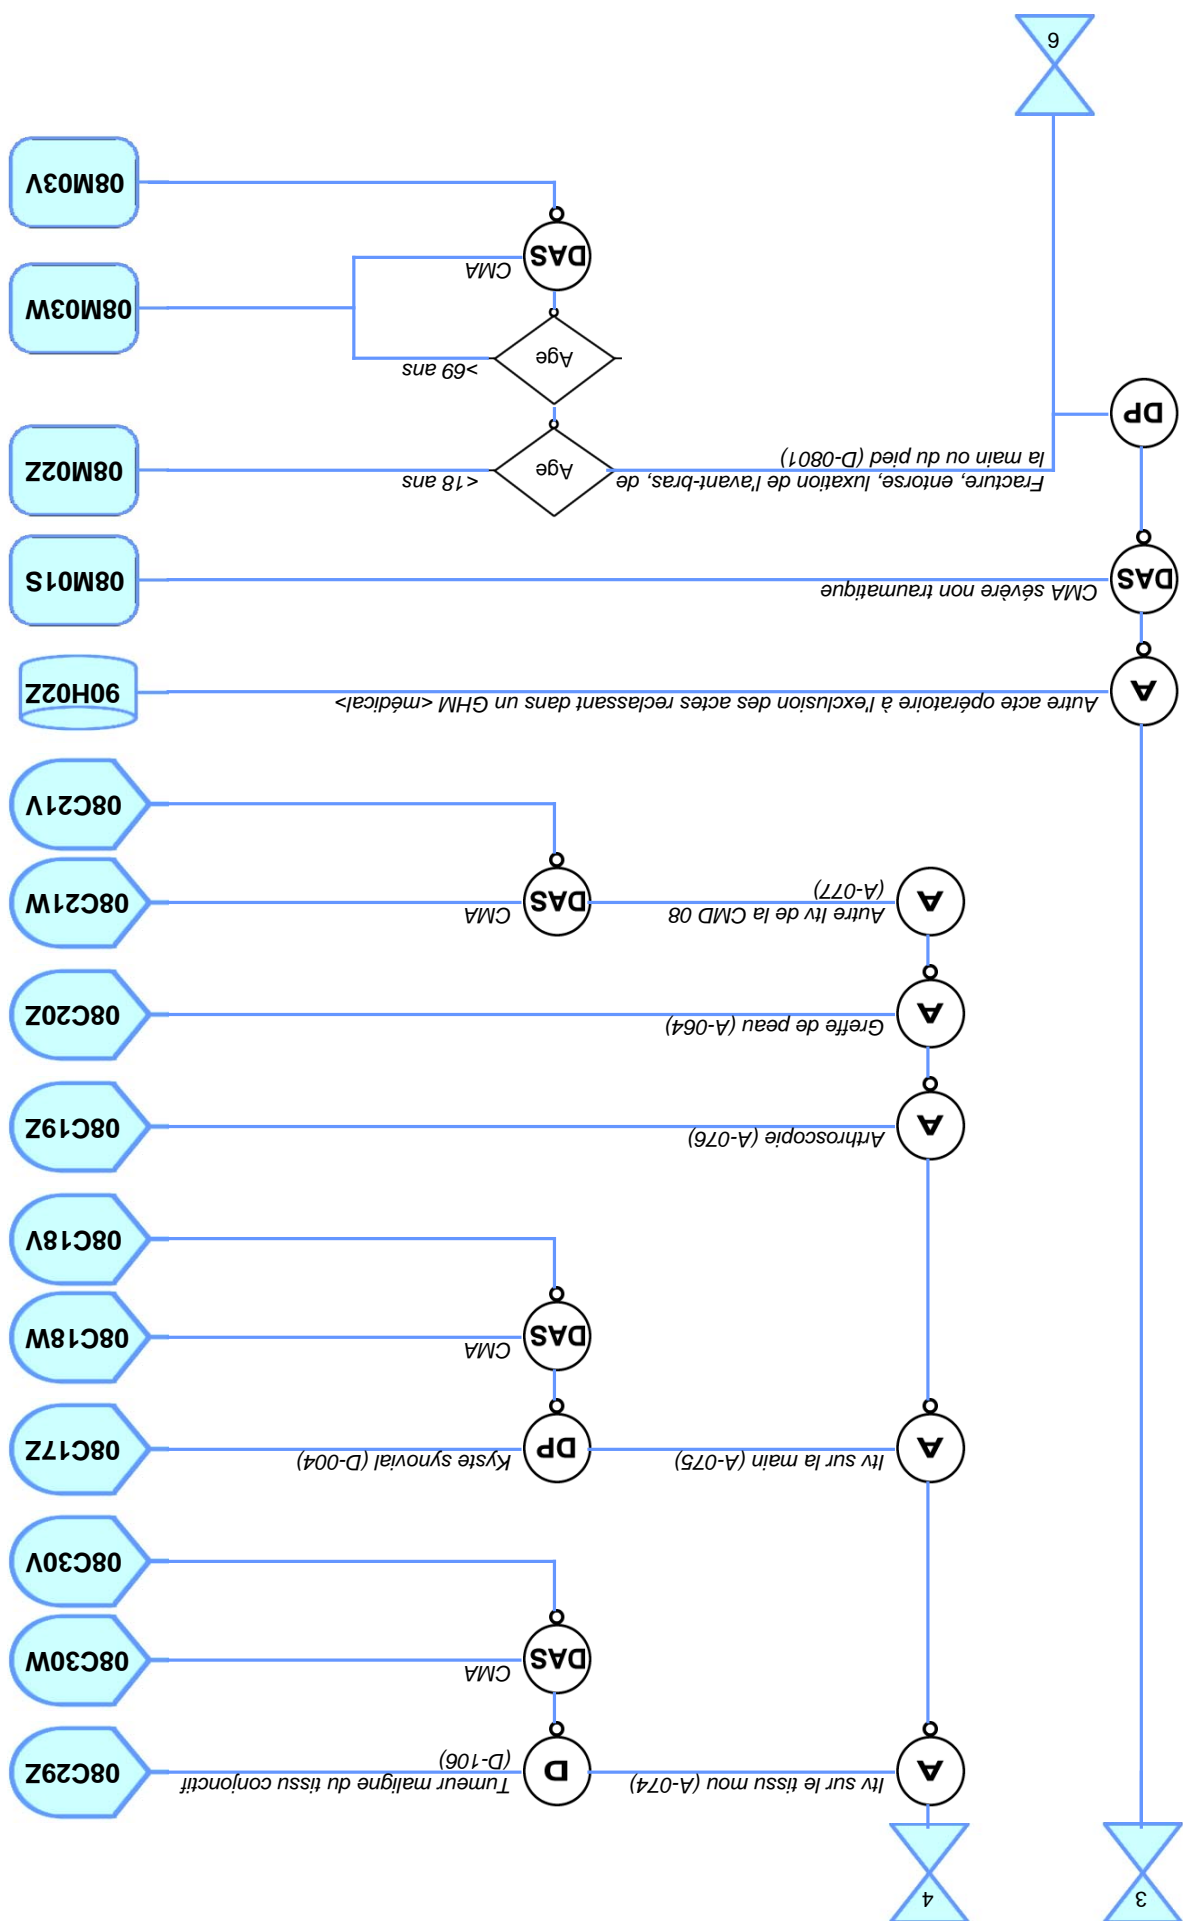 3
4
A
Itv sur le tissu mou (A-074)
D
Tumeur maligne du tissu conjonctif
(D-106)
08C29Z
DAS
CMA
08C30W
08C30V
A
Itv sur la main (A-075)
DP
Kyste synovial (D-004)
08C17Z
DAS
CMA
08C18W
08C18V
A
Arthroscopie (A-076)
08C19Z
A
Greffe de peau (A-064)
08C20Z
A
Autre Itv de la CMD 08
(A-077)
DAS
CMA
08C21W
08C21V
A
Autre acte opératoire à l'exclusion des actes reclassant dans un GHM <médical>
90H02Z
DAS
CMA sévère non traumatique
08M01S
DP
Fracture, entorse, luxation de l'avant-bras, de
la main ou du pied (D-0801)
Age
<18 ans
08M02Z
Age
>69 ans
08M03W
DAS
CMA
08M03V
6